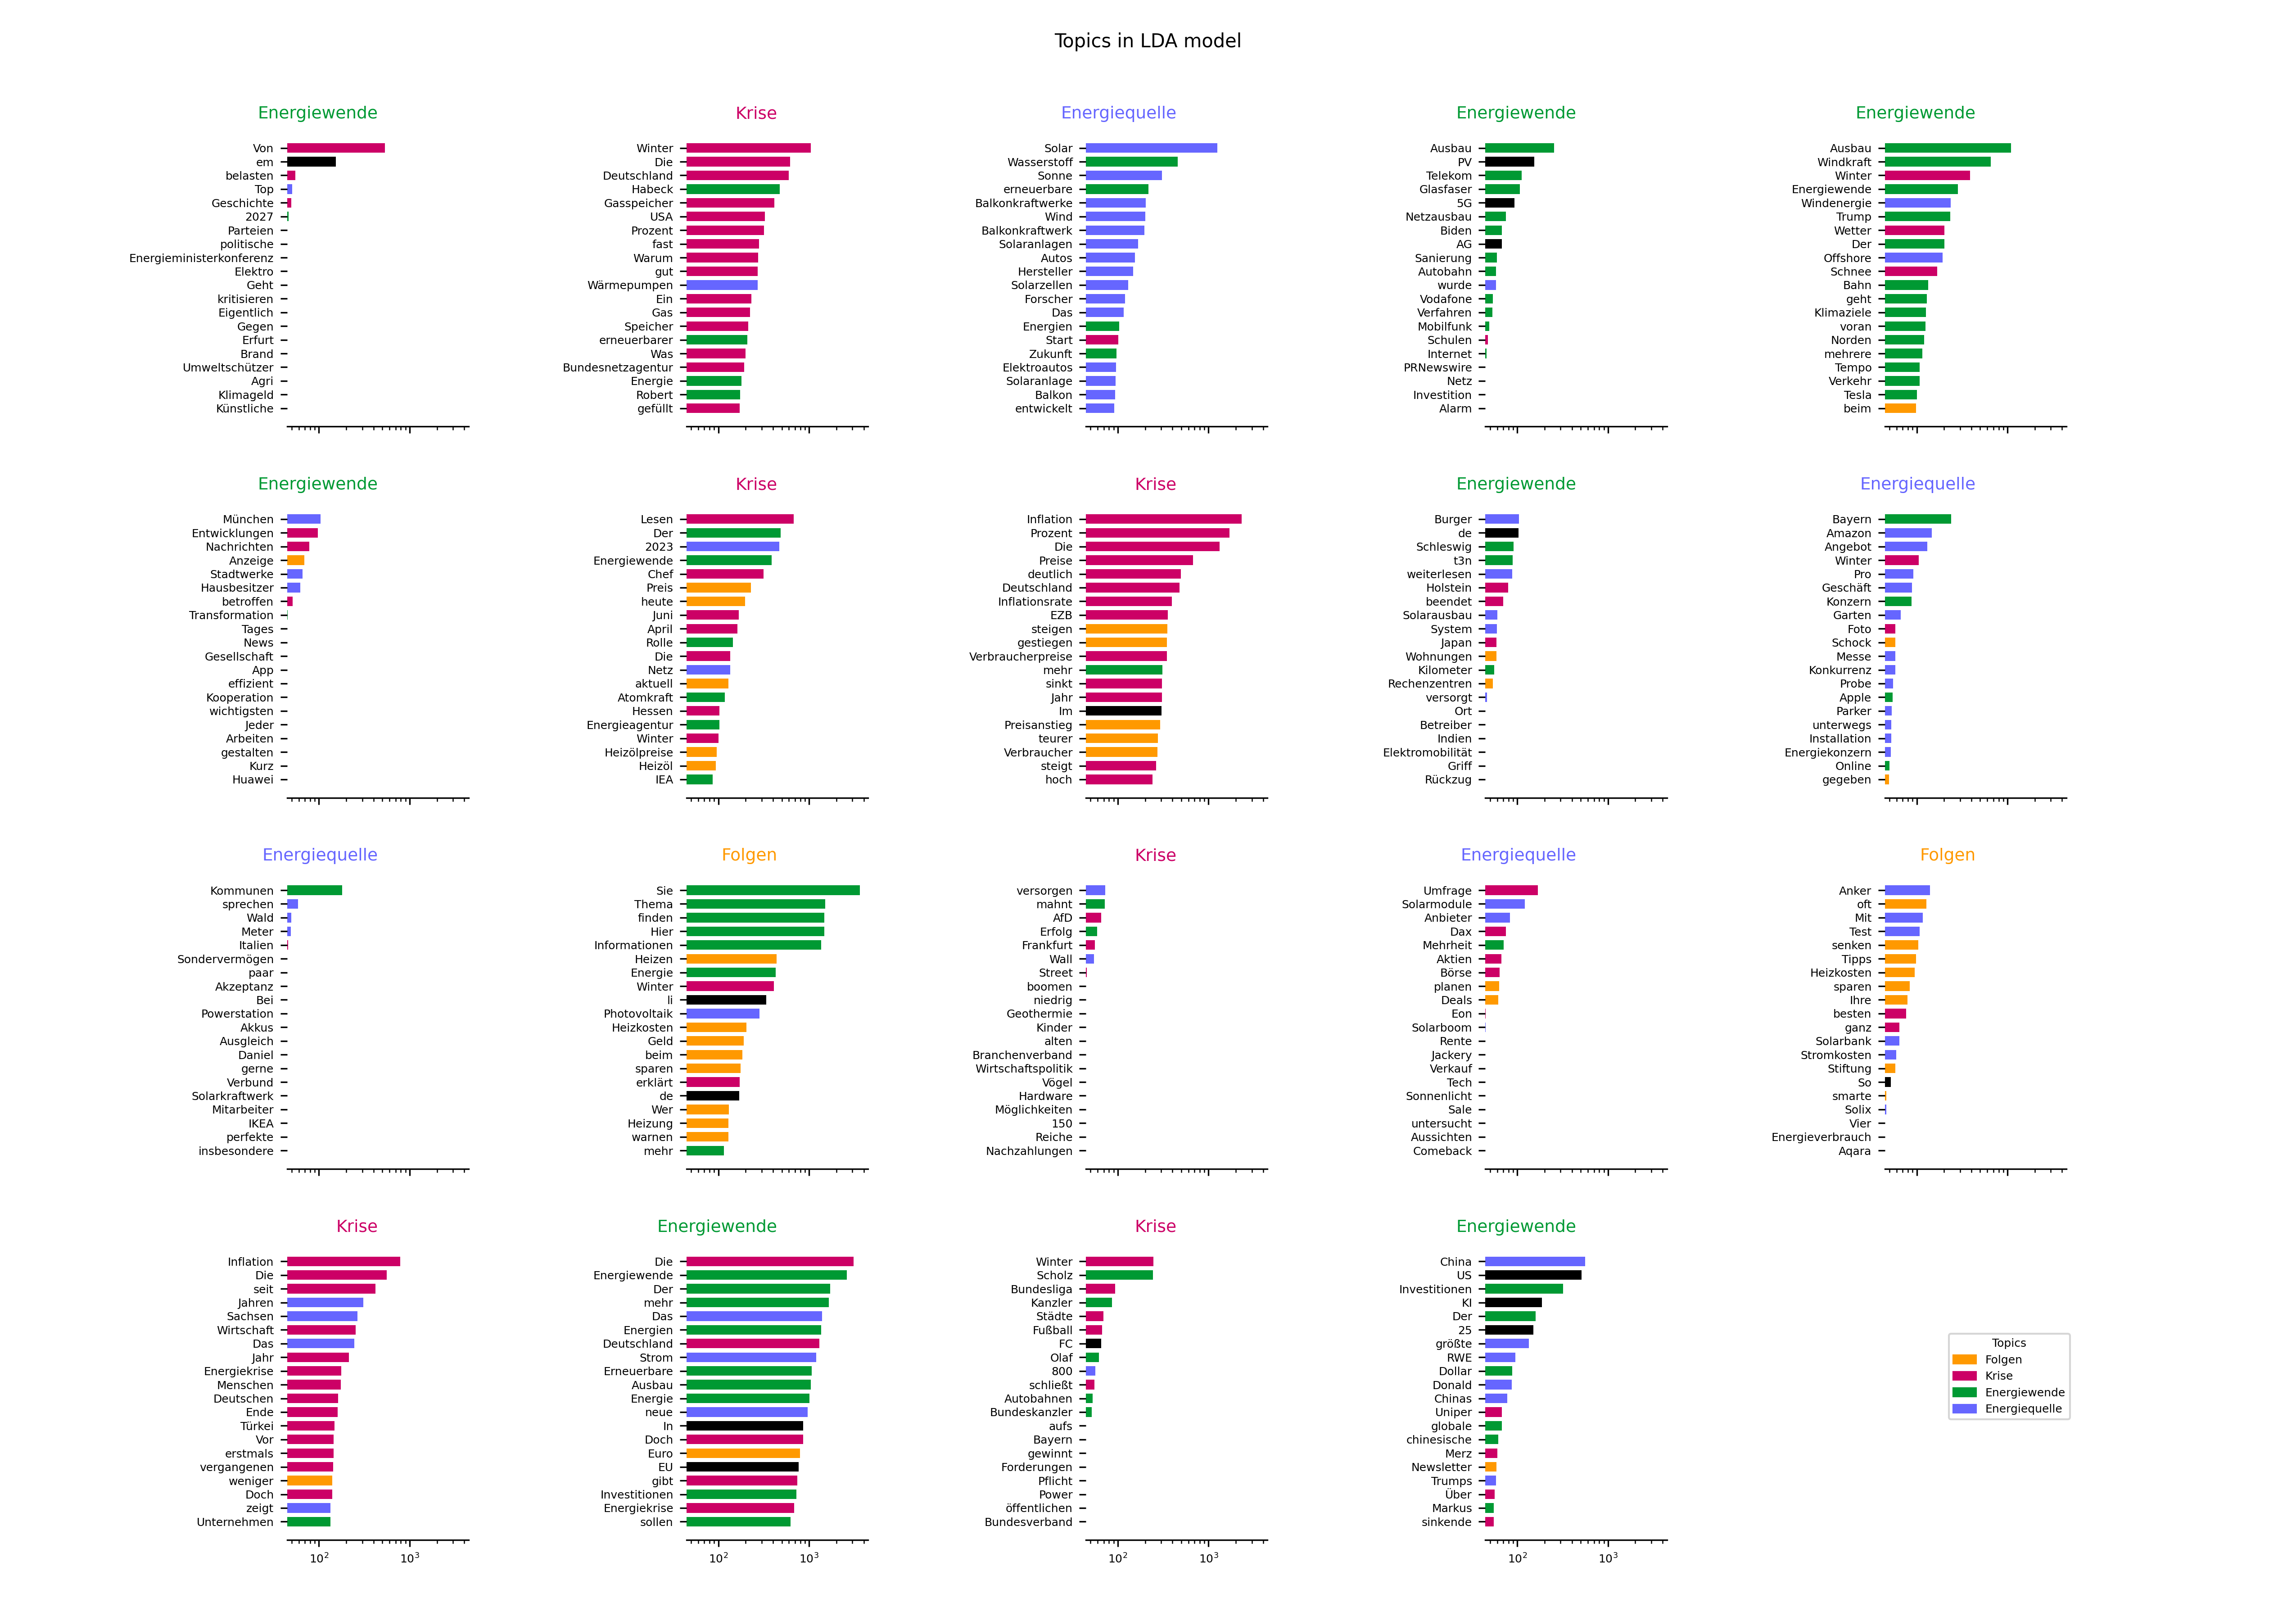 Topics in LDA model
Energiewende
Von
em
belasten
Top
Geschichte
2027
Parteien
politische
Energieministerkonferenz
Elektro
Geht
kritisieren
Eigentlich
Gegen
Erfurt
Brand
Umweltschützer
Agri
Klimageld
Künstliche
Krise
Winter
Die
Deutschland
Habeck
Gasspeicher
USA
Prozent
fast
Warum
gut
Wärmepumpen
Ein
Gas
Speicher
erneuerbarer
Was
Bundesnetzagentur
Energie
Robert
gefüllt
Energiequelle
Solar
Wasserstoff
Sonne
erneuerbare
Balkonkraftwerke
Wind
Balkonkraftwerk
Solaranlagen
Autos
Hersteller
Solarzellen
Forscher
Das
Energien
Start
Zukunft
Elektroautos
Solaranlage
Balkon
entwickelt
Energiewende
Ausbau
PV
Telekom
Glasfaser
5G
Netzausbau
Biden
AG
Sanierung
Autobahn
wurde
Vodafone
Verfahren
Mobilfunk
Schulen
Internet
PRNewswire
Netz
Investition
Alarm
Energiewende
Ausbau
Windkraft
Winter
Energiewende
Windenergie
Trump
Wetter
Der
Offshore
Schnee
Bahn
geht
Klimaziele
voran
Norden
mehrere
Tempo
Verkehr
Tesla
beim
Energiewende
München
Entwicklungen
Nachrichten
Anzeige
Stadtwerke
Hausbesitzer
betroffen
Transformation
Tages
News
Gesellschaft
App
effizient
Kooperation
wichtigsten
Jeder
Arbeiten
gestalten
Kurz
Huawei
Krise
Lesen
Der
2023
Energiewende
Chef
Preis
heute
Juni
April
Rolle
Die
Netz
aktuell
Atomkraft
Hessen
Energieagentur
Winter
Heizölpreise
Heizöl
IEA
Krise
Inflation
Prozent
Die
Preise
deutlich
Deutschland
Inflationsrate
EZB
steigen
gestiegen
Verbraucherpreise
mehr
sinkt
Jahr
Im
Preisanstieg
teurer
Verbraucher
steigt
hoch
Energiewende
Burger
de
Schleswig
t3n
weiterlesen
Holstein
beendet
Solarausbau
System
Japan
Wohnungen
Kilometer
Rechenzentren
versorgt
Ort
Betreiber
Indien
Elektromobilität
Griff
Rückzug
Energiequelle
Bayern
Amazon
Angebot
Winter
Pro
Geschäft
Konzern
Garten
Foto
Schock
Messe
Konkurrenz
Probe
Apple
Parker
unterwegs
Installation
Energiekonzern
Online
gegeben
Energiequelle
Kommunen
sprechen
Wald
Meter
Italien
Sondervermögen
paar
Akzeptanz
Bei
Powerstation
Akkus
Ausgleich
Daniel
gerne
Verbund
Solarkraftwerk
Mitarbeiter
IKEA
perfekte
insbesondere
Folgen
Sie
Thema
finden
Hier
Informationen
Heizen
Energie
Winter
li
Photovoltaik
Heizkosten
Geld
beim
sparen
erklärt
de
Wer
Heizung
warnen
mehr
Krise
versorgen
mahnt
AfD
Erfolg
Frankfurt
Wall
Street
boomen
niedrig
Geothermie
Kinder
alten
Branchenverband
Wirtschaftspolitik
Vögel
Hardware
Möglichkeiten
150
Reiche
Nachzahlungen
Energiequelle
Umfrage
Solarmodule
Anbieter
Dax
Mehrheit
Aktien
Börse
planen
Deals
Eon
Solarboom
Rente
Jackery
Verkauf
Tech
Sonnenlicht
Sale
untersucht
Aussichten
Comeback
Folgen
Anker
oft
Mit
Test
senken
Tipps
Heizkosten
sparen
Ihre
besten
ganz
Solarbank
Stromkosten
Stiftung
So
smarte
Solix
Vier
Energieverbrauch
Aqara
Krise
Inflation
Die
seit
Jahren
Sachsen
Wirtschaft
Das
Jahr
Energiekrise
Menschen
Deutschen
Ende
Türkei
Vor
erstmals
vergangenen
weniger
Doch
zeigt
Unternehmen
10² 10³
Energiewende
Die
Energiewende
Der
mehr
Das
Energien
Deutschland
Strom
Erneuerbare
Ausbau
Energie
neue
In
Doch
Euro
EU
gibt
Investitionen
Energiekrise
sollen
10² 10³
Krise
Winter
Scholz
Bundesliga
Kanzler
Städte
Fußball
FC
Olaf
800
schließt
Autobahnen
Bundeskanzler
aufs
Bayern
gewinnt
Forderungen
Pflicht
Power
öffentlichen
Bundesverband
10² 10³
Energiewende
China
US
Investitionen
KI
Der
25
größte
RWE
Dollar
Donald
Chinas
Uniper
globale
chinesische
Merz
Newsletter
Trumps
Über
Markus
sinkende
10² 10³
Topics
Folgen
Krise
Energiewende
Energiequelle